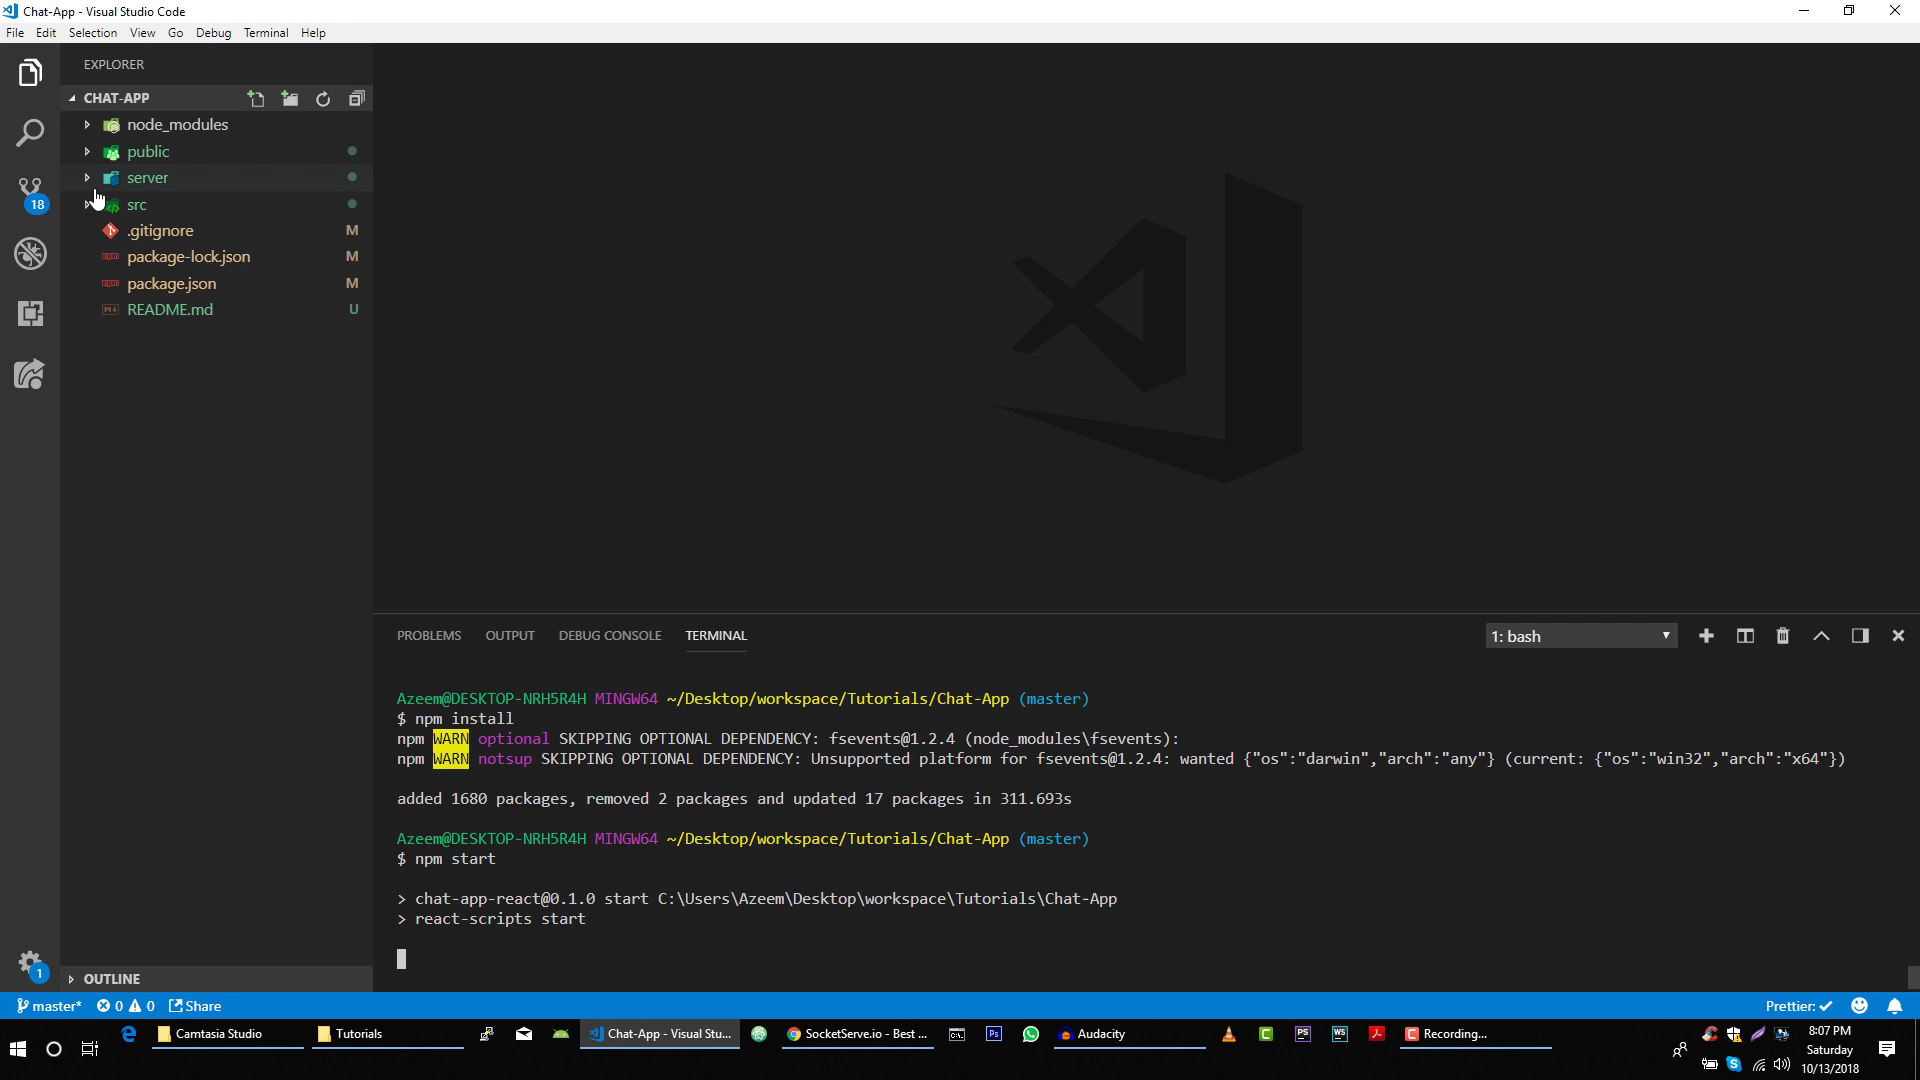 Chat-App - Visual Studio Code
File Edit Selection View Go Debug Terminal Help
EXPLORER
CHAT-APP
node_modules
public
server
src
.gitignore M
package-lock.json M
package.json M
README.md U
18
1
OUTLINE
PROBLEMS OUTPUT DEBUG CONSOLE TERMINAL
1: bash
Azeem@DESKTOP-NRH5R4H MINGW64 ~/Desktop/workspace/Tutorials/Chat-App (master)
$ npm install
npm WARN optional SKIPPING OPTIONAL DEPENDENCY: fsevents@1.2.4 (node_modules\fsevents):
npm WARN notsup SKIPPING OPTIONAL DEPENDENCY: Unsupported platform for fsevents@1.2.4: wanted {"os":"darwin","arch":"any"} (current: {"os":"win32","arch":"x64"})
added 1680 packages, removed 2 packages and updated 17 packages in 311.693s
Azeem@DESKTOP-NRH5R4H MINGW64 ~/Desktop/workspace/Tutorials/Chat-App (master)
$ npm start
> chat-app-react@0.1.0 start C:\Users\Azeem\Desktop\workspace\Tutorials\Chat-App
> react-scripts start
master* 0 0 Share
Prettier: ✓
Camtasia Studio
Tutorials
Chat-App - Visual Stu...
SocketServe.io - Best ...
Ps
Audacity
C
PS
WS
C
Recording...
8:07 PM
Saturday
10/13/2018